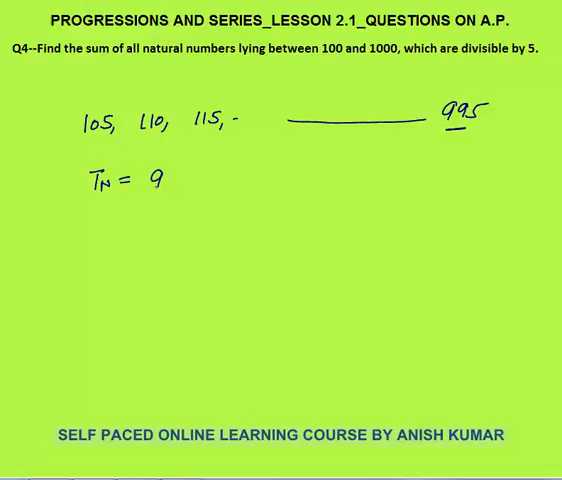 PROGRESSIONS AND SERIES_LESSON 2.1_QUESTIONS ON A.P.
Q4--Find the sum of all natural numbers lying between 100 and 1000, which are divisible by 5.
105, 110, 115, - 995
TN = 9
SELF PACED ONLINE LEARNING COURSE BY ANISH KUMAR